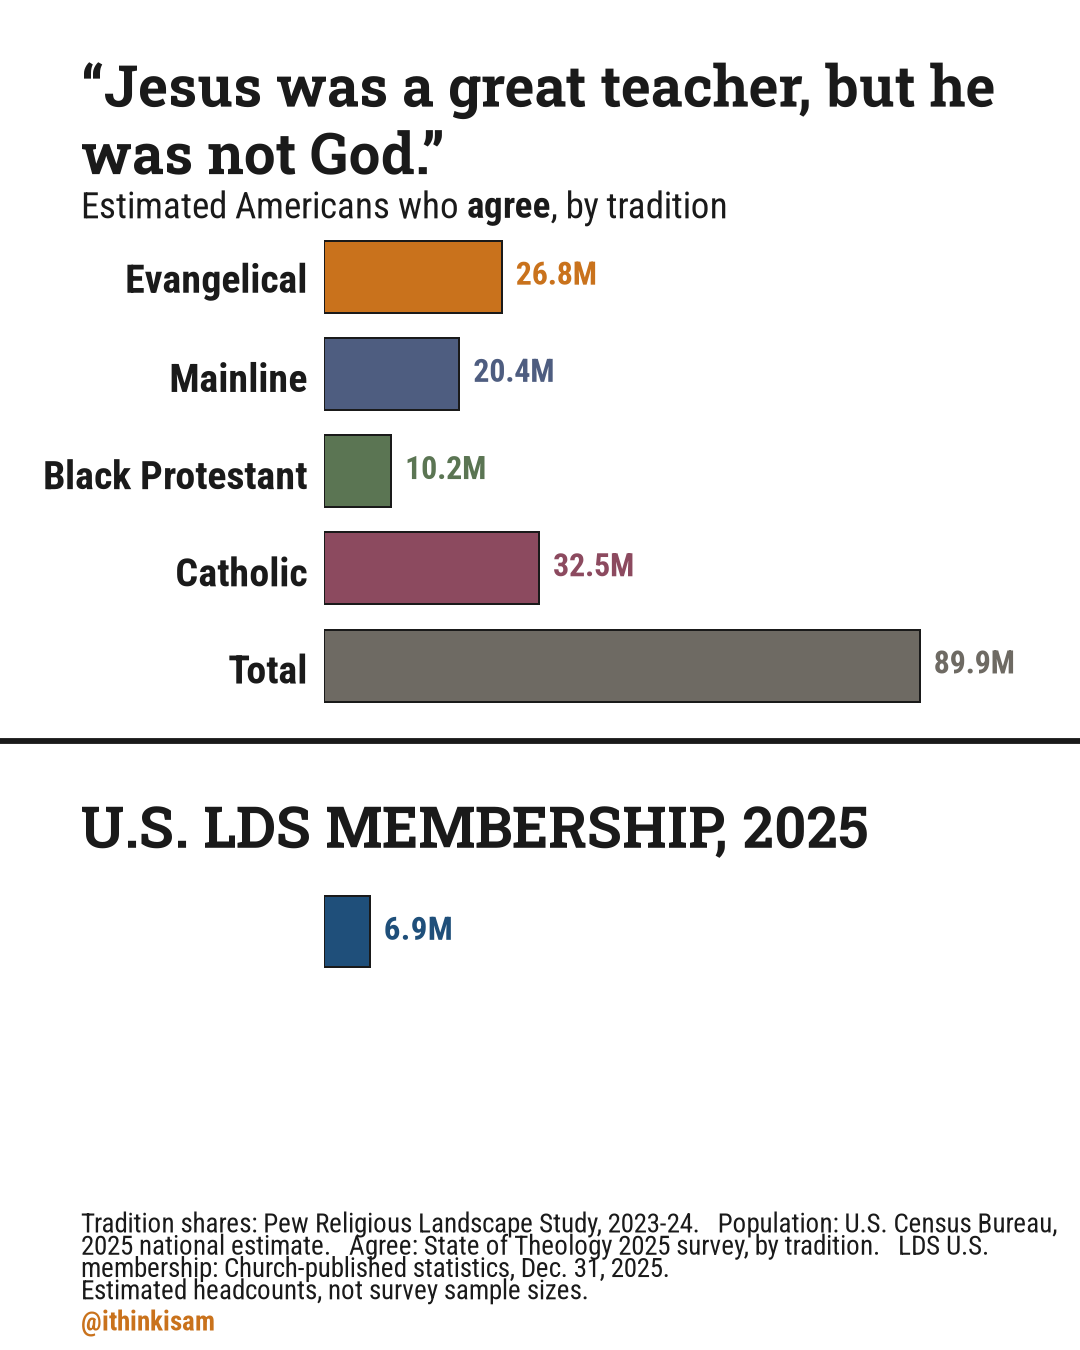 “Jesus was a great teacher, but he
was not God.”
Estimated Americans who agree, by tradition
Evangelical 26.8M
Mainline 20.4M
Black Protestant 10.2M
Catholic 32.5M
Total 89.9M
U.S. LDS MEMBERSHIP, 2025
6.9M
Tradition shares: Pew Religious Landscape Study, 2023-24. Population: U.S. Census Bureau,
2025 national estimate. Agree: State of Theology 2025 survey, by tradition. LDS U.S.
membership: Church-published statistics, Dec. 31, 2025.
Estimated headcounts, not survey sample sizes.
@ithinkisam